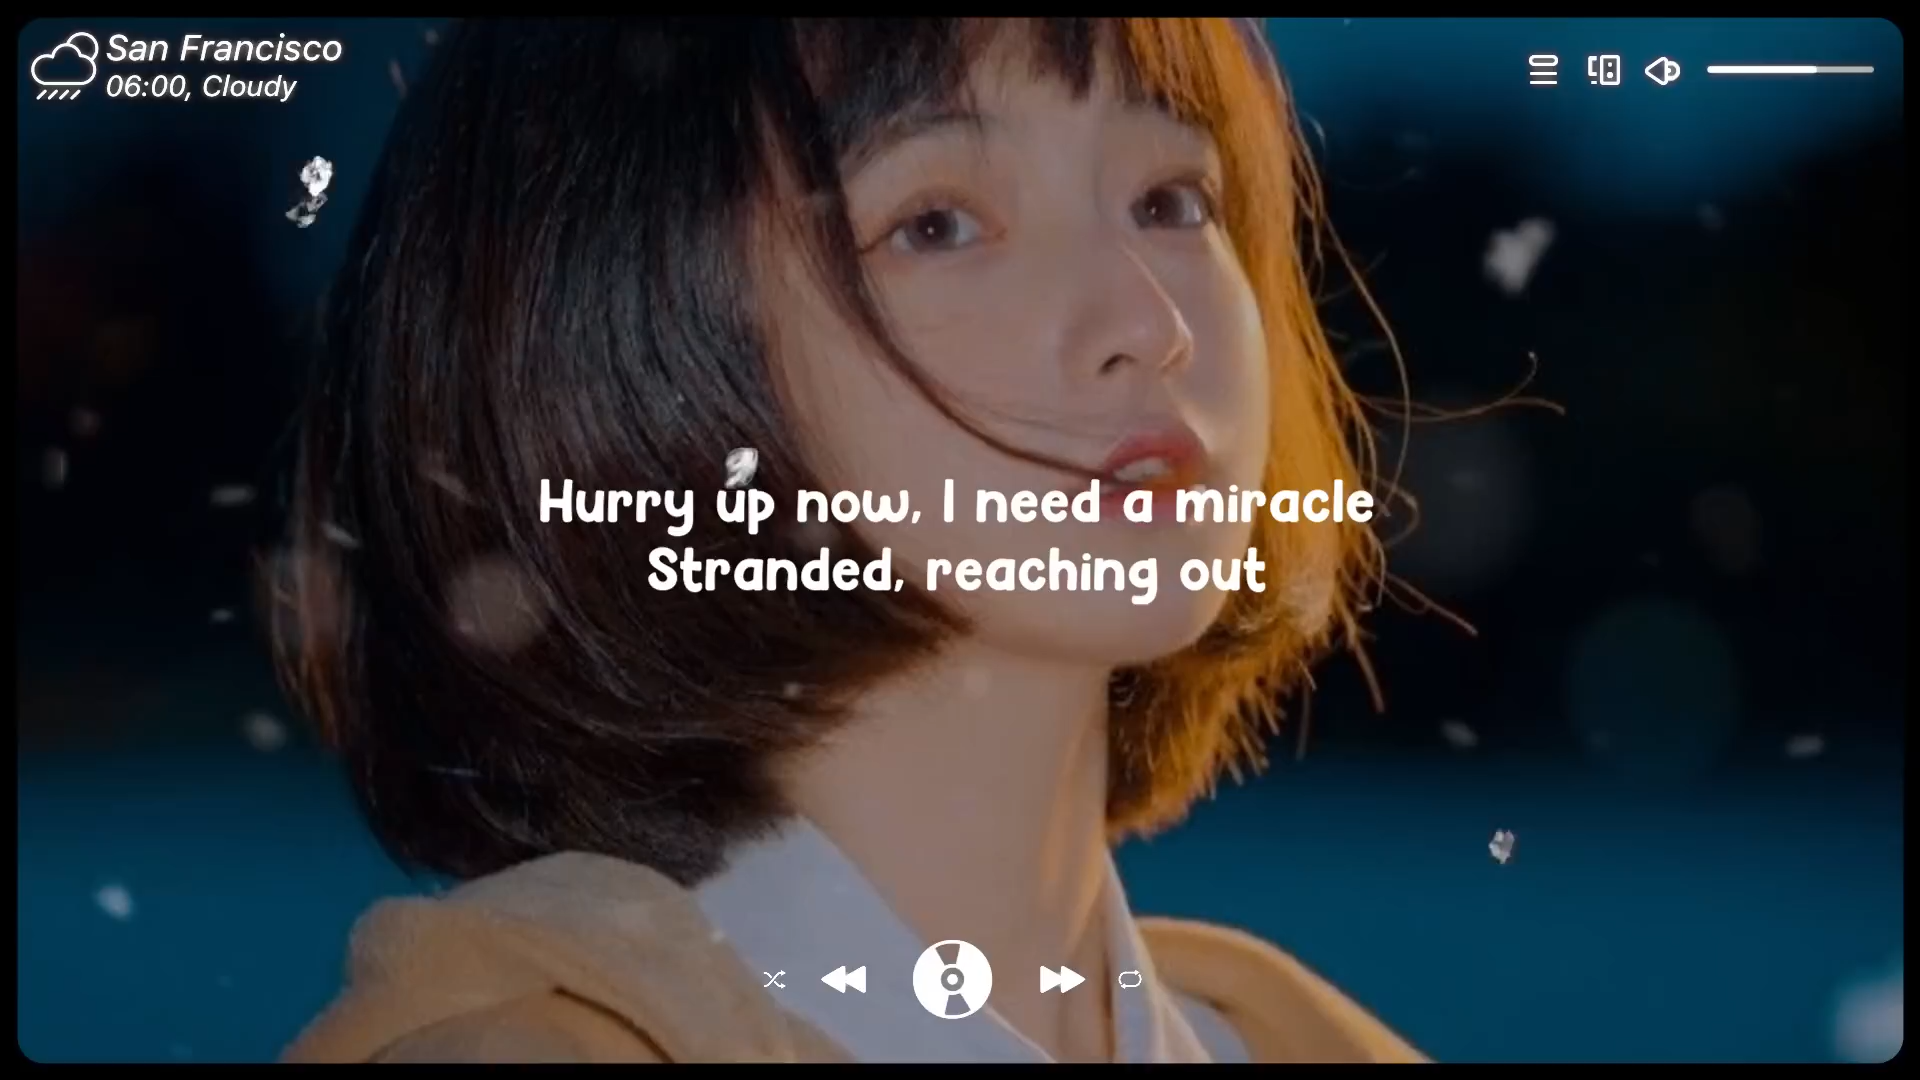 San Francisco
06:00, Cloudy
Hurry up now, I need a miracle
Stranded, reaching out